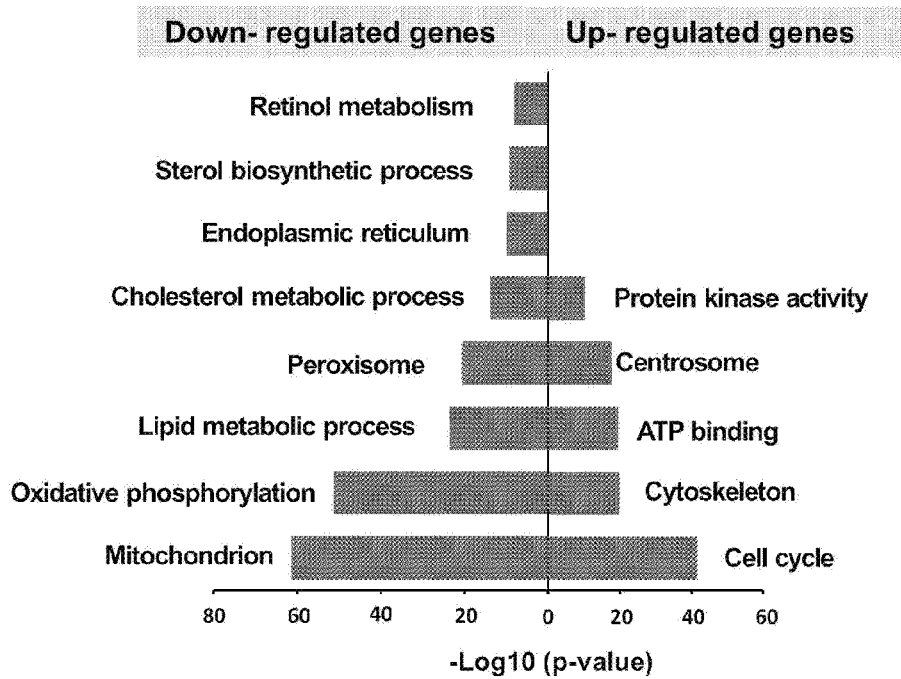 Down- regulated genes Up- regulated genes
Retinol metabolism
Sterol biosynthetic process
Endoplasmic reticulum
Cholesterol metabolic process Protein kinase activity
Peroxisome Centrosome
Lipid metabolic process ATP binding
Oxidative phosphorylation Cytoskeleton
Mitochondrion Cell cycle
80 60 40 20 0 20 40 60
-Log10 (p-value)